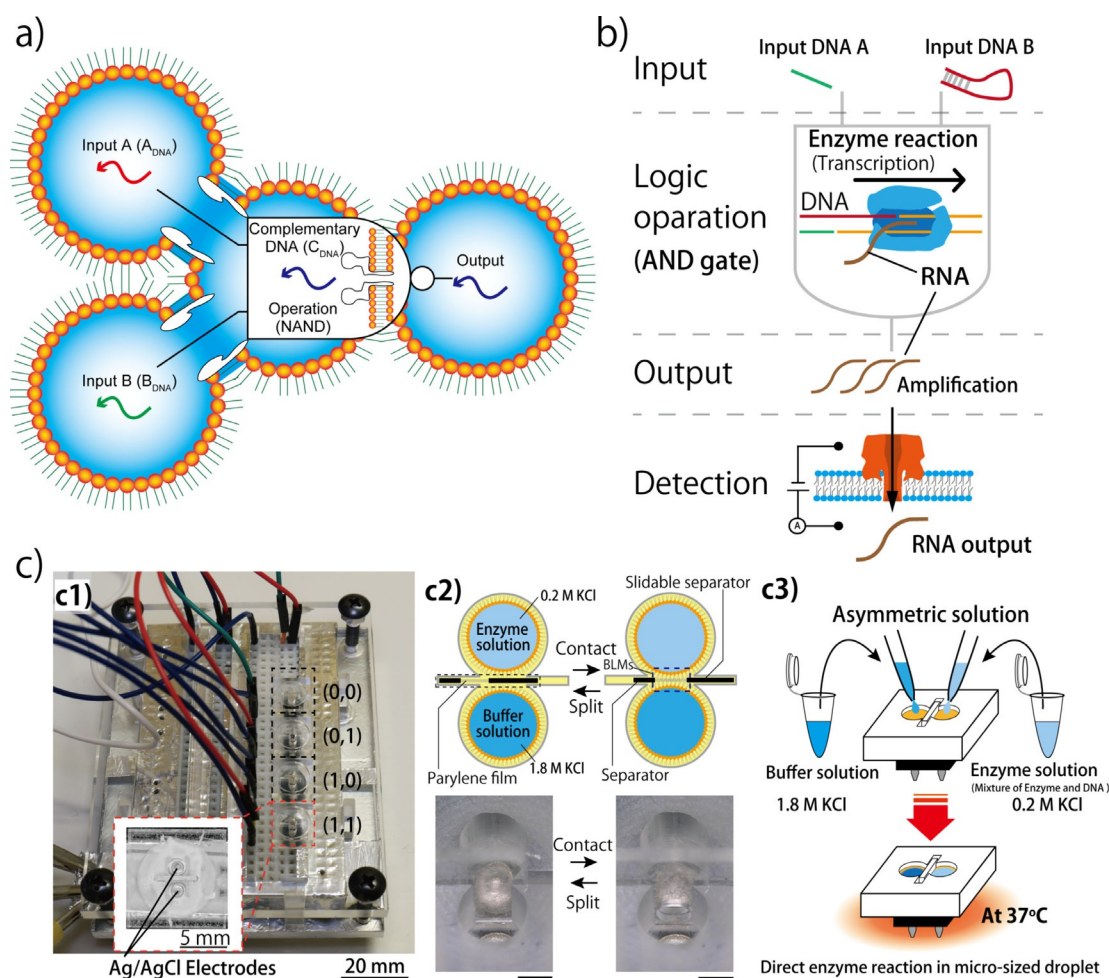 a)
Input A (A_DNA)
Complementary
DNA (C_DNA)
Operation
(NAND)
Output
Input B (B_DNA)
b)
Input DNA A
Input DNA B
Input
Enzyme reaction
(Transcription)
Logic
oparation
(AND gate)
DNA
RNA
Output
Amplification
Detection
A
RNA output
c)
c1)
(0,0)
(0,1)
(1,0)
(1,1)
5 mm
Ag/AgCl Electrodes
20 mm
c2)
0.2 M KCl
Slidable separator
Enzyme
solution
Contact
BLMs
Split
Buffer
solution
Parylene film
1.8 M KCl
Separator
Contact
Split
c3)
Asymmetric solution
Buffer solution
1.8 M KCl
Enzyme solution
(Mixture of Enzyme and DNA )
0.2 M KCl
At 37ºC
Direct enzyme reaction in micro-sized droplet